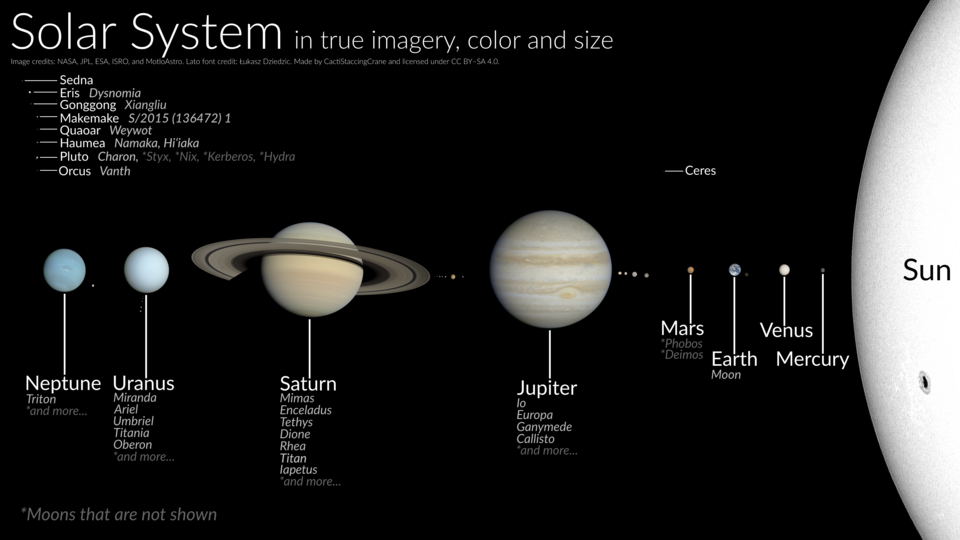 Solar System in true imagery, color and size
Image credits: NASA, JPL, ESA, ISRO, and MotloAstro. Lato font credit: Łukasz Dziedzic. Made by CactiStaccingCrane and licensed under CC BY–SA 4.0.
Sedna
Eris Dysnomia
Gonggong Xiangliu
Makemake S/2015 (136472) 1
Quaoar Weywot
Haumea Namaka, Hi'iaka
Pluto Charon, *Styx, *Nix, *Kerberos, *Hydra
Orcus Vanth
Ceres
Sun
Neptune
Triton
*and more...
Uranus
Miranda
Ariel
Umbriel
Titania
Oberon
*and more...
Saturn
Mimas
Enceladus
Tethys
Dione
Rhea
Titan
Iapetus
*and more...
Jupiter
Io
Europa
Ganymede
Callisto
*and more...
Mars
*Phobos
*Deimos
Earth
Moon
Venus
Mercury
*Moons that are not shown